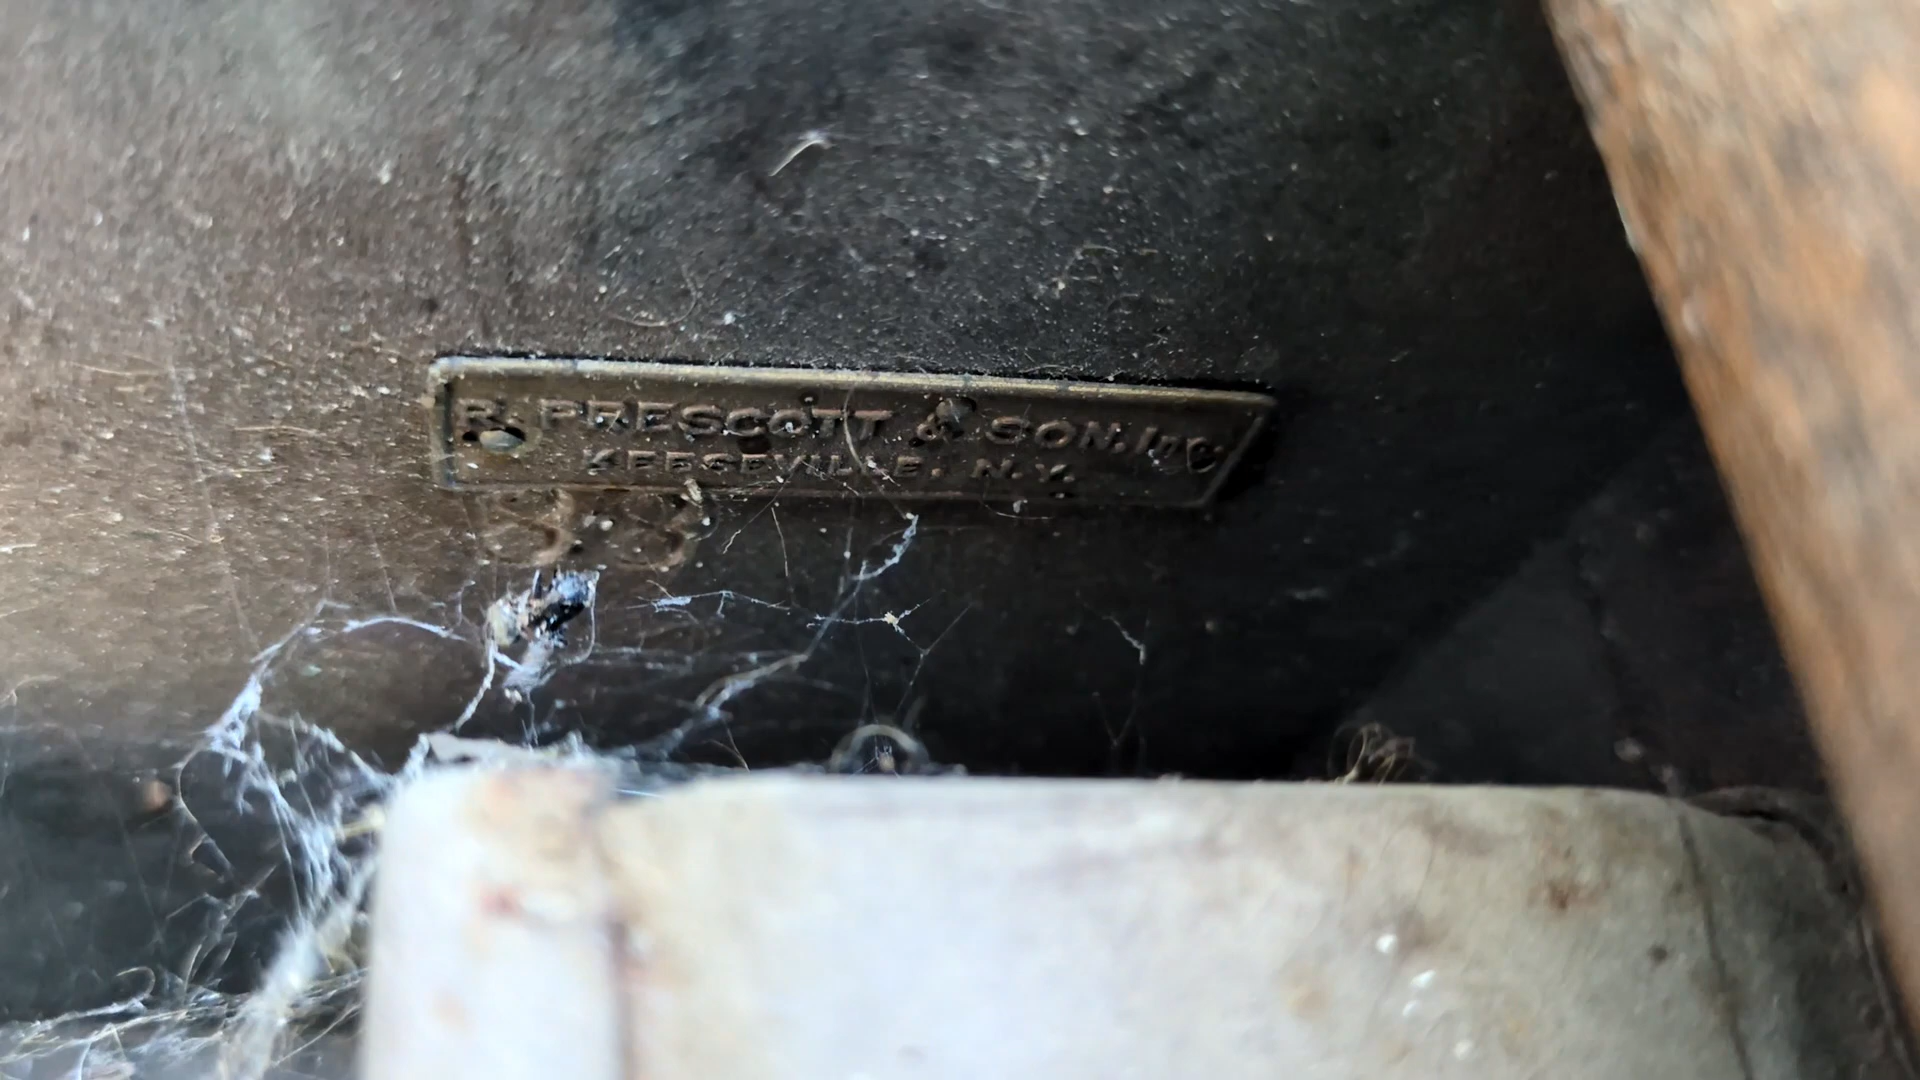 R. PRESCOTT & SON. INC
KEESEVILLE, N.Y.